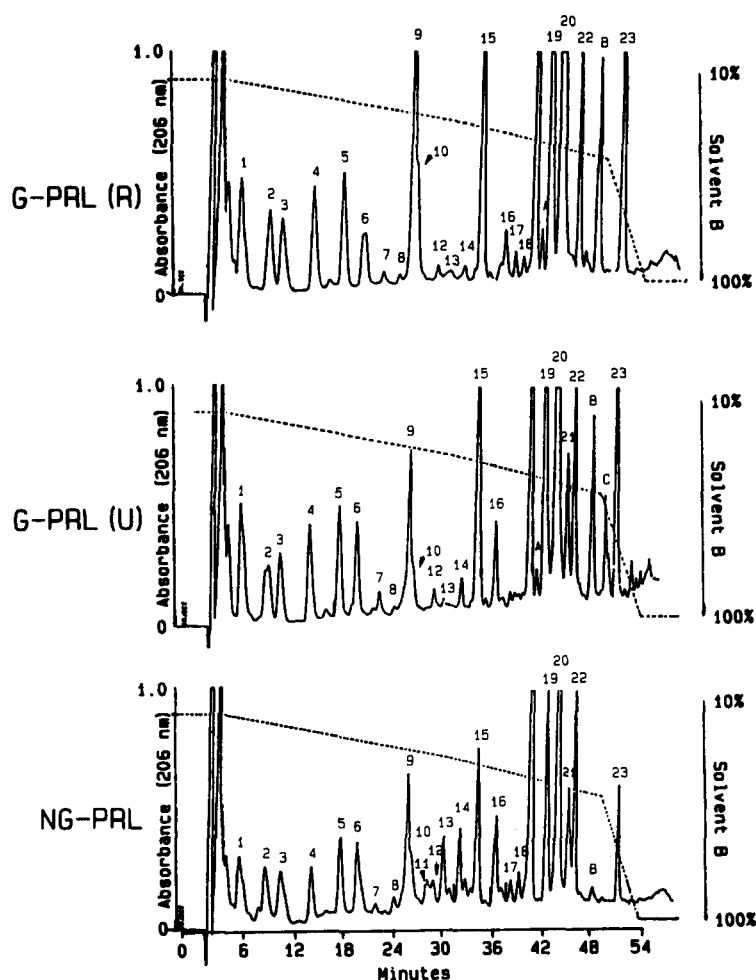 9 15 19 20 22 B 23
1.0
10%
Absorbance (206 nm)
Solvent B
G-PRL (R)
1 2 3 4 5 6 7 8 10 12 13 14 16 17 18 A
0
100%
20
15 19 22 23
1.0
10%
Absorbance (206 nm)
Solvent B
G-PRL (U)
1 2 3 4 5 6 7 8 9 10 12 13 14 16 A 21 B C
0
100%
20
19 22
1.0
10%
Absorbance (206 nm)
Solvent B
NG-PRL
1 2 3 4 5 6 7 8 9 10 11 12 13 14 15 16 17 18 21 B 23
0
100%
0 6 12 18 24 30 36 42 48 54
Minutes